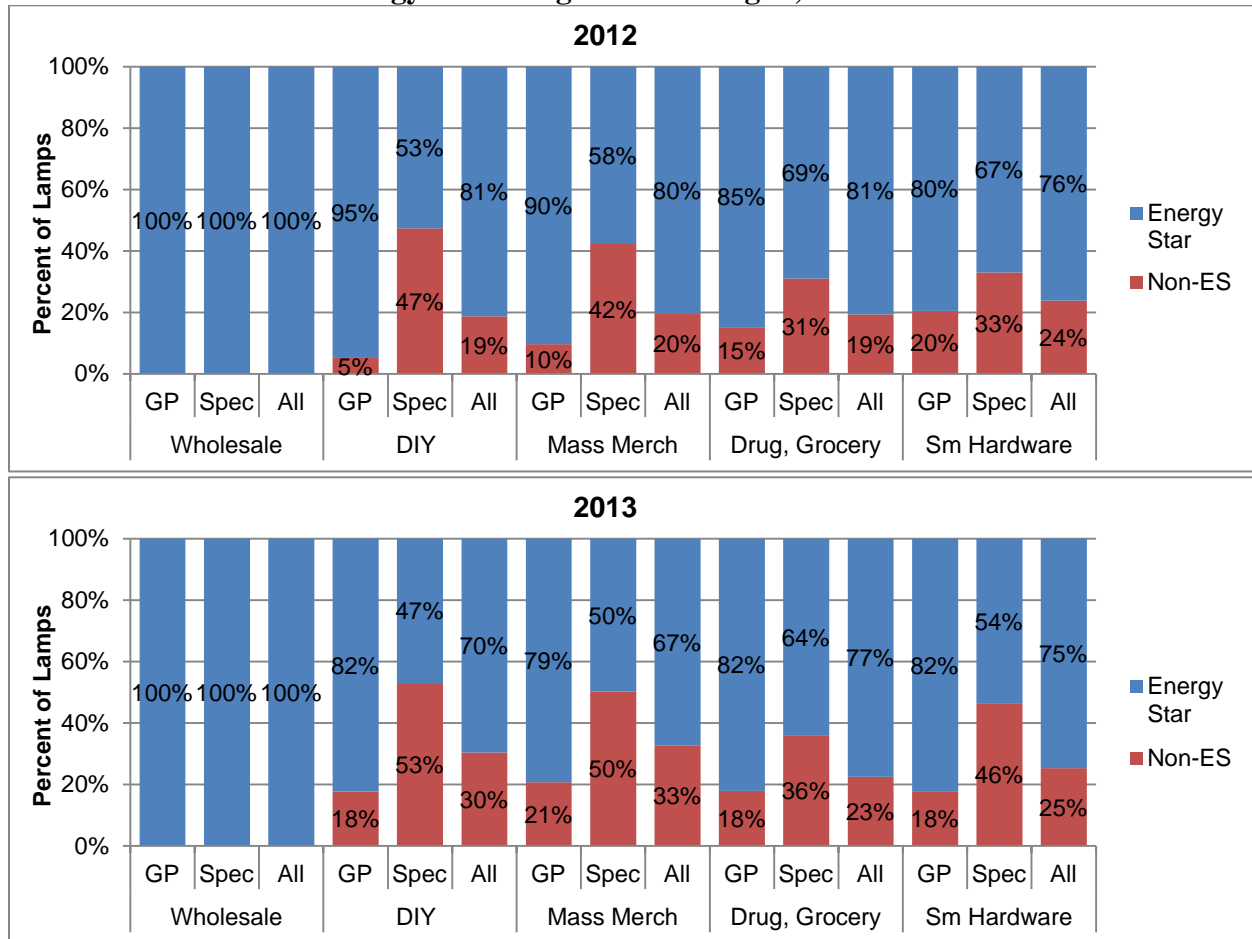 2012
100%
80%
60%
40%
20%
0%
Percent of Lamps
53% 58% 69% 67%
81% 80% 81% 76%
95% 90% 85% 80%
100% 100% 100%
47% 42% 31% 33%
5% 19% 10% 20% 15% 19% 20% 24%
Energy
Star
Non-ES
GP Spec All GP Spec All GP Spec All GP Spec All GP Spec All
Wholesale DIY Mass Merch Drug, Grocery Sm Hardware
2013
100%
80%
60%
40%
20%
0%
Percent of Lamps
47% 50% 64% 54%
82% 70% 79% 67% 82% 77% 82% 75%
100% 100% 100%
53% 50% 36% 46%
18% 30% 21% 33% 18% 23% 18% 25%
Energy
Star
Non-ES
GP Spec All GP Spec All GP Spec All GP Spec All GP Spec All
Wholesale DIY Mass Merch Drug, Grocery Sm Hardware